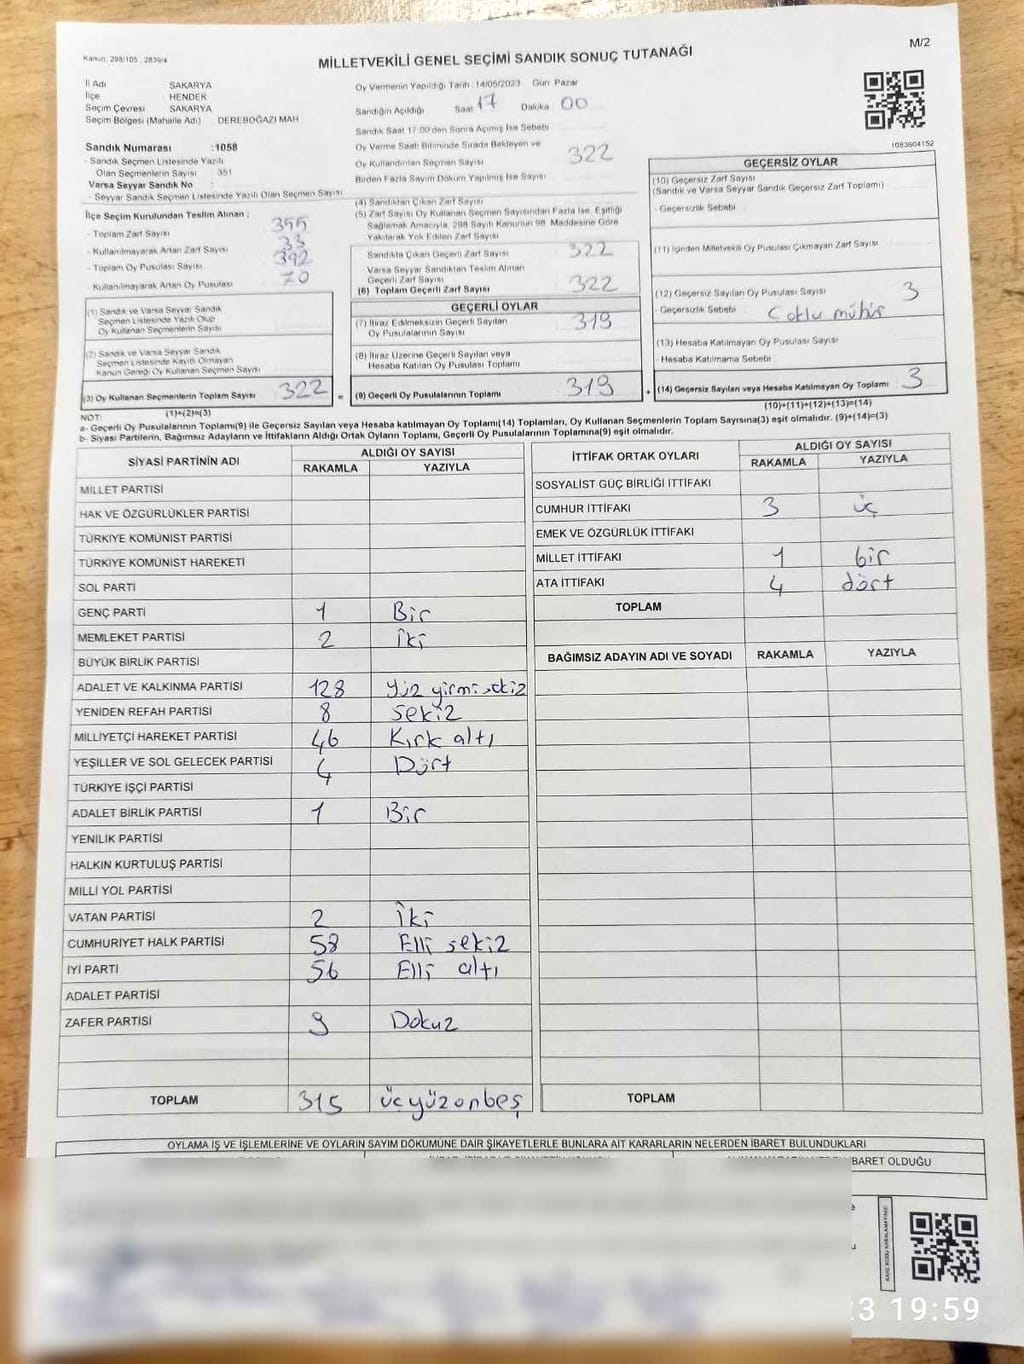 Kanun, 298/105 , 2839/4
MİLLETVEKİLİ GENEL SEÇİMİ SANDIK SONUÇ TUTANAĞI
M/2
İl Adı SAKARYA
İlçe HENDEK
Seçim Çevresi SAKARYA
Seçim Bölgesi (Mahalle Adı) DEREBOĞAZI MAH
Sandık Numarası :1058
- Sandık Seçmen Listesinde Yazılı
Olan Seçmenlerin Sayısı 351
Varsa Seyyar Sandık No :
- Seyyar Sandık Seçmen Listesinde Yazılı Olan Seçmen Sayısı
İlçe Seçim Kurulundan Teslim Alınan :
- Toplam Zarf Sayısı 355
- Kullanılmayarak Artan Zarf Sayısı 33
- Toplam Oy Pusulası Sayısı 392
- Kullanılmayarak Artan Oy Pusulası 70
(1) Sandık ve Varsa Seyyar Sandık
Seçmen Listesinde Yazılı Olup
Oy Kullanan Seçmenlerin Sayısı
(2) Sandık ve Varsa Seyyar Sandık
Seçmen Listesinde Kayıtlı Olmayan
Kanun Gereği Oy Kullanan Seçmen Sayısı
(3) Oy Kullanan Seçmenlerin Toplam Sayısı 322 =
(1)+(2)=(3)
Oy Vermenin Yapıldığı Tarih :14/05/2023 Gün Pazar
Sandığın Açıldığı Saat 17 Dakika 00
Sandık Saat 17:00'den Sonra Açılmış İse Sebebi
Oy Verme Saati Bitiminde Sırada Bekleyen ve
Oy Kullandırılan Seçmen Sayısı 322
Birden Fazla Sayım Döküm Yapılmış İse Sayısı
(4) Sandıktan Çıkan Zarf Sayısı
(5) Zarf Sayısı Oy Kullanan Seçmen Sayısından Fazla İse, Eşitliği
Sağlamak Amacıyla, 298 Sayılı Kanunun 98. Maddesine Göre
Yakılarak Yok Edilen Zarf Sayısı
Sandıkta Çıkan Geçerli Zarf Sayısı 322
Varsa Seyyar Sandıktan Teslim Alınan
Geçerli Zarf Sayısı
(6) Toplam Geçerli Zarf Sayısı 322
GEÇERLİ OYLAR
(7) İtiraz Edilmeksizin Geçerli Sayılan
Oy Pusulalarının Sayısı 319
(8) İtiraz Üzerine Geçerli Sayılan veya
Hesaba Katılan Oy Pusulası Toplamı
(9) Geçerli Oy Pusulalarının Toplamı 319 +
1083604152
GEÇERSİZ OYLAR
(10) Geçersiz Zarf Sayısı
(Sandık ve Varsa Seyyar Sandık Geçersiz Zarf Toplamı)
- Geçersizlik Sebebi
(11) İçinden Milletvekili Oy Pusulası Çıkmayan Zarf Sayısı
(12) Geçersiz Sayılan Oy Pusulası Sayısı 3
- Geçersizlik Sebebi Çoklu mühür
(13) Hesaba Katılmayan Oy Pusulası Sayısı
- Hesaba Katılmama Sebebi
(14) Geçersiz Sayılan veya Hesaba Katılmayan Oy Toplamı 3
(10)+(11)+(12)+(13)=(14)
NOT:
a- Geçerli Oy Pusulalarının Toplamı(9) ile Geçersiz Sayılan veya Hesaba katılmayan Oy Toplamı(14) Toplamları, Oy Kullanan Seçmenlerin Toplam Sayısına(3) eşit olmalıdır. (9)+(14)=(3)
b- Siyasi Partilerin, Bağımsız Adayların ve İttifakların Aldığı Ortak Oyların Toplamı, Geçerli Oy Pusulalarının Toplamına(9) eşit olmalıdır.
SİYASİ PARTİNİN ADI ALDIĞI OY SAYISI
RAKAMLA YAZIYLA
MİLLET PARTİSİ
HAK VE ÖZGÜRLÜKLER PARTİSİ
TÜRKİYE KOMÜNİST PARTİSİ
TÜRKİYE KOMÜNİST HAREKETİ
SOL PARTİ
GENÇ PARTİ 1 Bir
MEMLEKET PARTİSİ 2 İki
BÜYÜK BİRLİK PARTİSİ
ADALET VE KALKINMA PARTİSİ 128 Yüz yirmi sekiz
YENİDEN REFAH PARTİSİ 8 Sekiz
MİLLİYETÇİ HAREKET PARTİSİ 46 Kırk altı
YEŞİLLER VE SOL GELECEK PARTİSİ 4 Dört
TÜRKİYE İŞÇİ PARTİSİ
ADALET BİRLİK PARTİSİ 1 Bir
YENİLİK PARTİSİ
HALKIN KURTULUŞ PARTİSİ
MİLLİ YOL PARTİSİ
VATAN PARTİSİ 2 İki
CUMHURİYET HALK PARTİSİ 58 Elli sekiz
İYİ PARTİ 56 Elli altı
ADALET PARTİSİ
ZAFER PARTİSİ 9 Dokuz
TOPLAM 315 üçyüzonbeş
İTTİFAK ORTAK OYLARI ALDIĞI OY SAYISI
RAKAMLA YAZIYLA
SOSYALİST GÜÇ BİRLİĞİ İTTİFAKI
CUMHUR İTTİFAKI 3 üç
EMEK VE ÖZGÜRLÜK İTTİFAKI
MİLLET İTTİFAKI 1 bir
ATA İTTİFAKI 4 dört
TOPLAM
BAĞIMSIZ ADAYIN ADI VE SOYADI RAKAMLA YAZIYLA
TOPLAM
OYLAMA İŞ VE İŞLEMLERİNE VE OYLARIN SAYIM DÖKÜMÜNE DAİR ŞİKAYETLERLE BUNLARA AİT KARARLARIN NELERDEN İBARET BULUNDUKLARI
İBARET OLDUĞU
:3 19:59